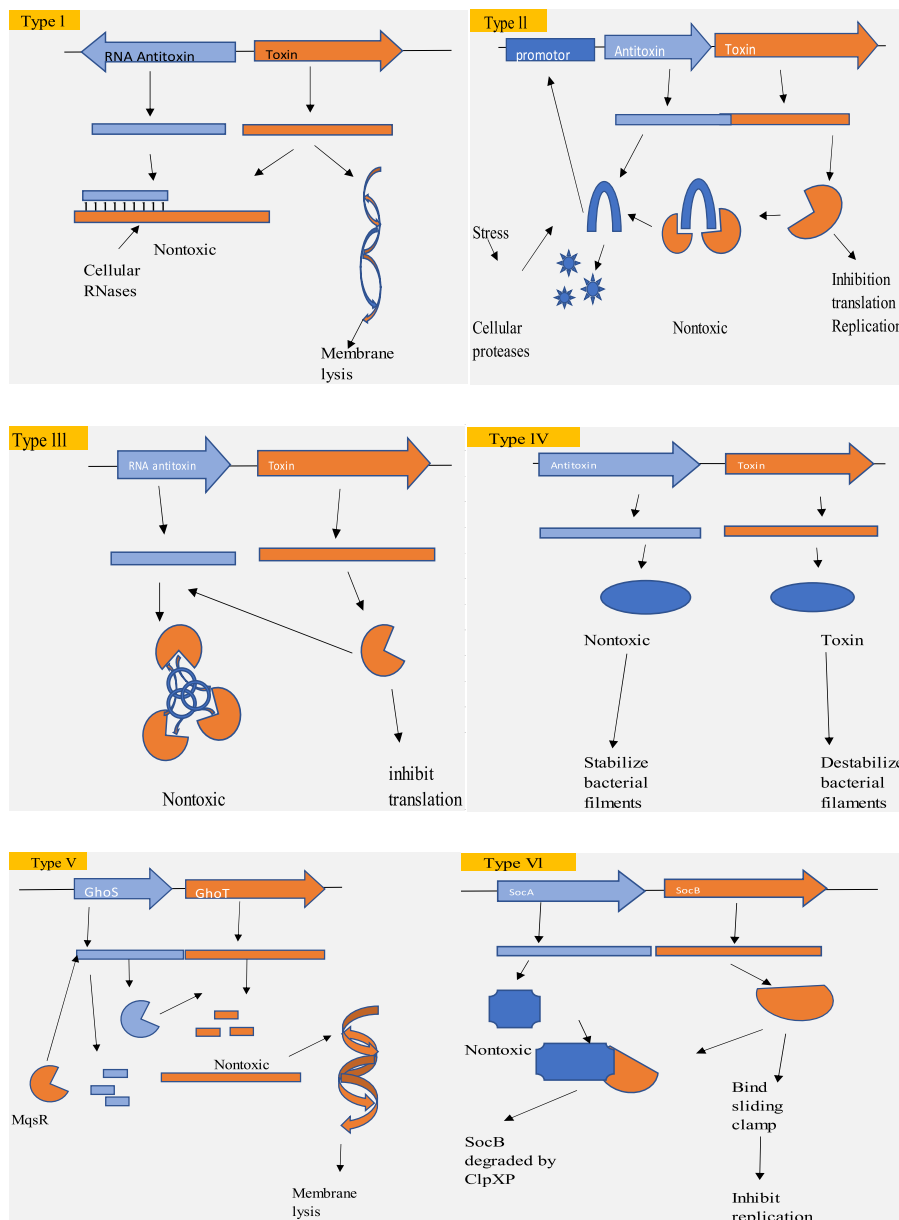 Type I
RNA Antitoxin
Toxin
Nontoxic
Cellular
RNases
Membrane
lysis
Type II
promotor
Antitoxin
Toxin
Stress
Cellular
proteases
Nontoxic
Inhibition
translation
Replication
Type III
RNA antitoxin
Toxin
Nontoxic
inhibit
translation
Type IV
Antitoxin
Toxin
Nontoxic
Toxin
Stabilize
bacterial
filments
Destabilize
bacterial
filaments
Type V
GhoS
GhoT
Nontoxic
MqsR
Membrane
lysis
Type Vl
SocA
SocB
Nontoxic
SocB
degraded by
ClpXP
Bind
sliding
clamp
Inhibit
replication